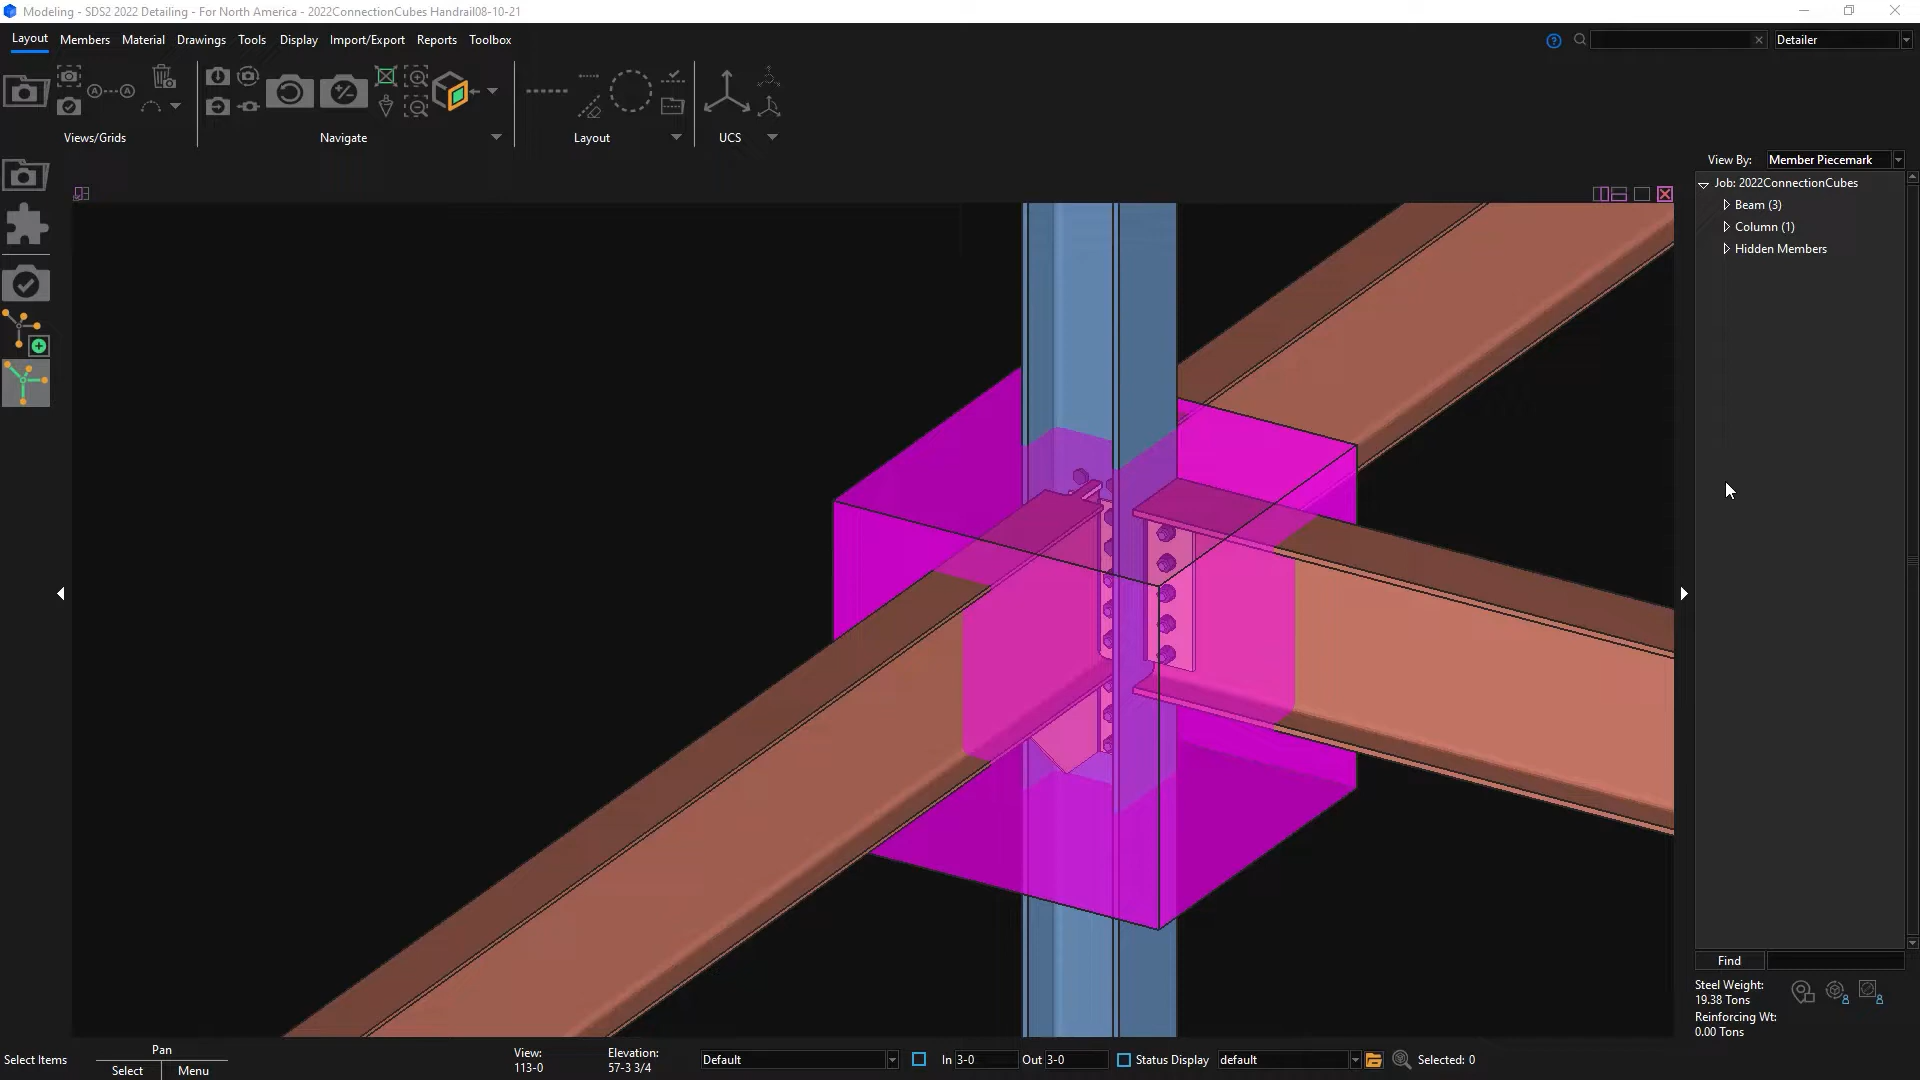 Modeling - SDS2 2022 Detailing - For North America - 2022ConnectionCubes Handrail08-10-21
Layout Members Material Drawings Tools Display Import/Export Reports Toolbox
Detailer
Views/Grids Navigate Layout UCS
View By: Member Piecemark
Job: 2022ConnectionCubes
Beam (3)
Column (1)
Hidden Members
Find
Steel Weight:
19.38 Tons
Reinforcing Wt:
0.00 Tons
Select Items
Pan
Select Menu
View:
113-0
Elevation:
57-3 3/4
Default
In 3-0 Out 3-0
Status Display default
Selected: 0